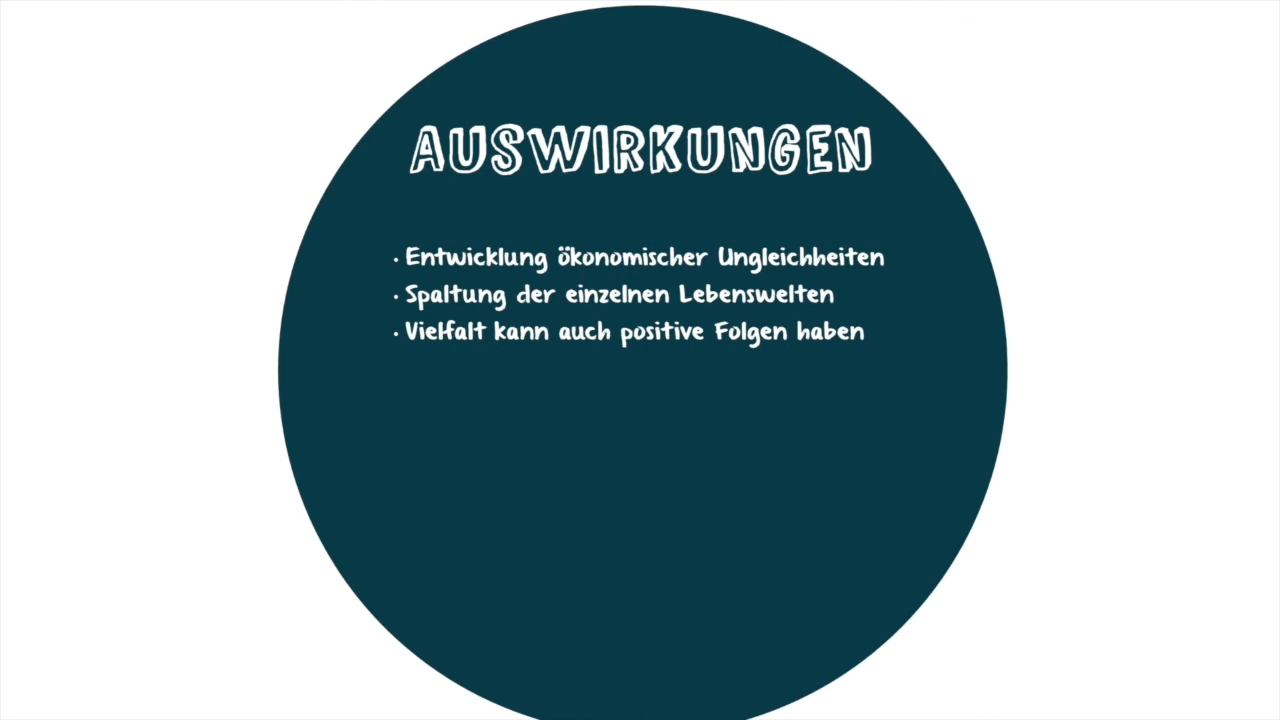 AUSWIRKUNGEN
· Entwicklung ökonomischer Ungleichheiten
· Spaltung der einzelnen Lebenswelten
· Vielfalt kann auch positive Folgen haben